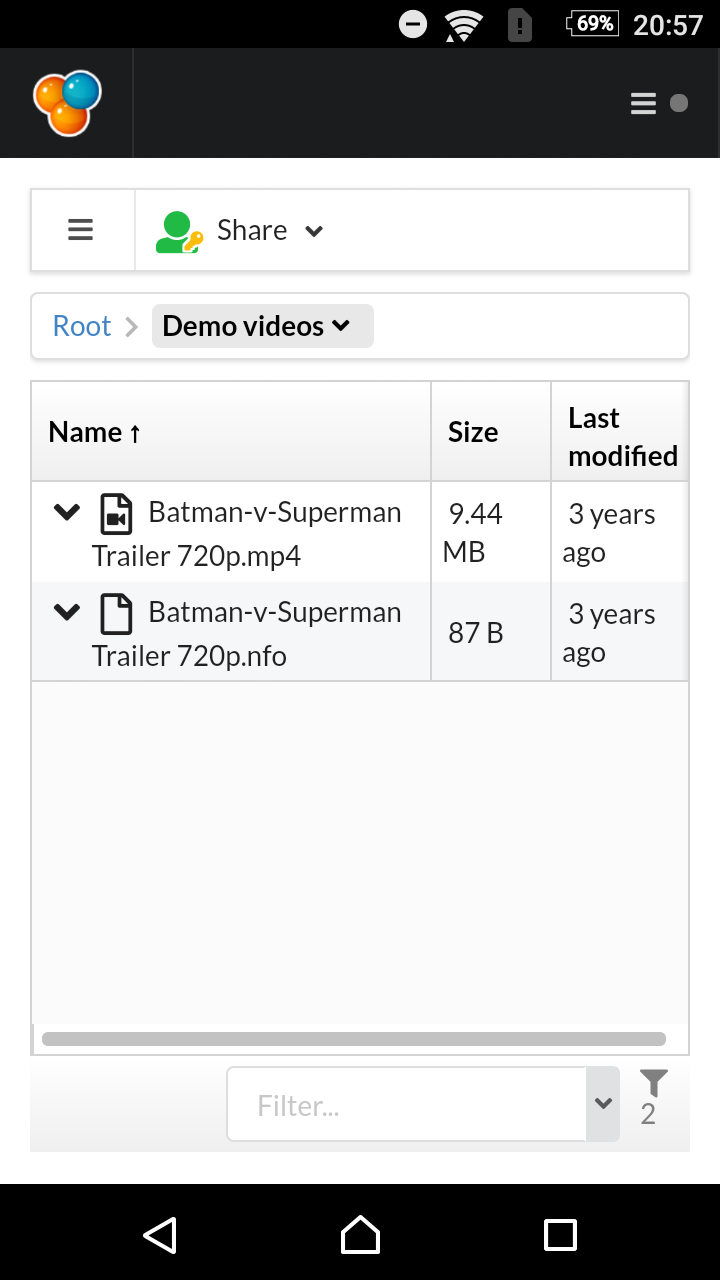 69% 20:57
Share
Root Demo videos
Name ↑ Size Last modified
Batman-v-Superman Trailer 720p.mp4 9.44 MB 3 years ago
Batman-v-Superman Trailer 720p.nfo 87 B 3 years ago
Filter...
2